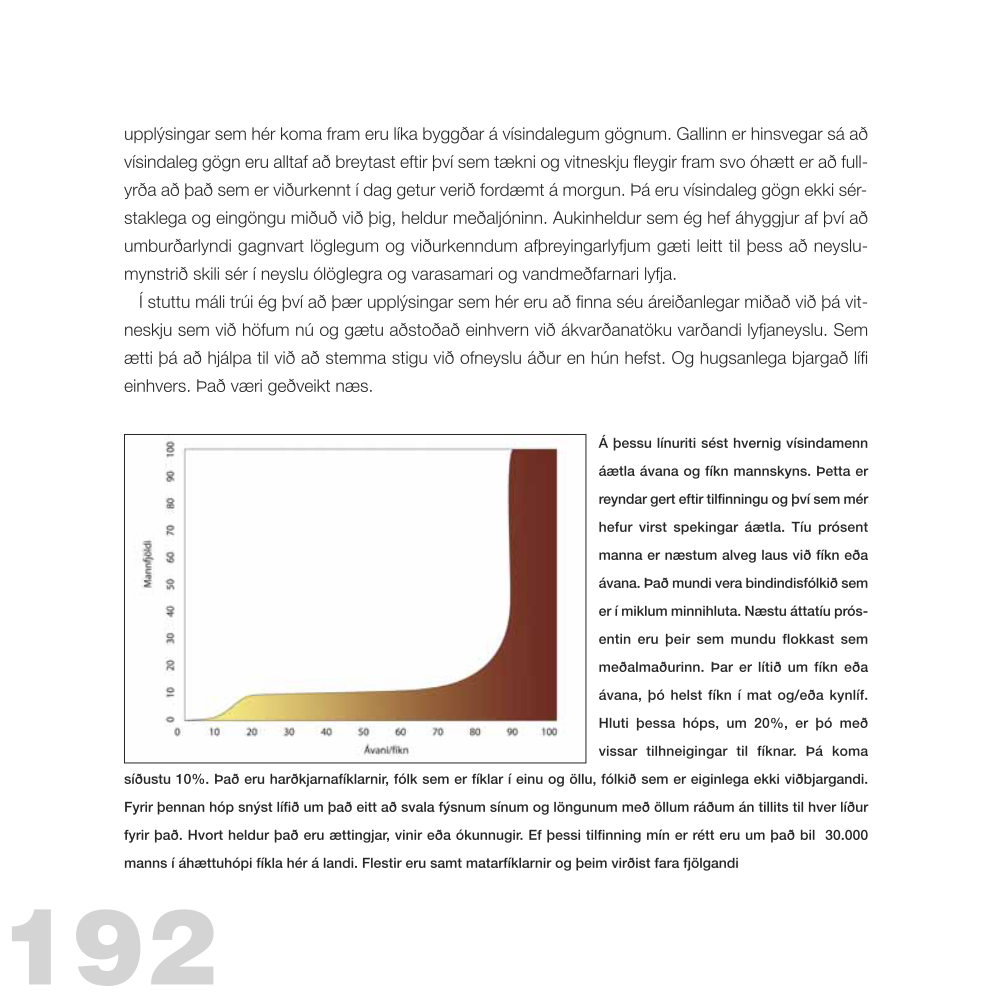 upplýsingar sem hér koma fram eru líka byggðar á vísindalegum gögnum. Gallinn er hinsvegar sá að
vísindaleg gögn eru alltaf að breytast eftir því sem tækni og vitneskju fleygir fram svo óhætt er að full-
yrða að það sem er viðurkennt í dag getur verið fordæmt á morgun. Þá eru vísindaleg gögn ekki sér-
staklega og eingöngu miðuð við þig, heldur meðaljóninn. Aukinheldur sem ég hef áhyggjur af því að
umburðarlyndi gagnvart löglegum og viðurkenndum afþreyingarlyfjum gæti leitt til þess að neyslu-
mynstrið skili sér í neyslu ólöglegra og varasamari og vandmeðfarnari lyfja.
Í stuttu máli trúi ég því að þær upplýsingar sem hér eru að finna séu áreiðanlegar miðað við þá vit-
neskju sem við höfum nú og gætu aðstoðað einhvern við ákvarðanatöku varðandi lyfjaneyslu. Sem
ætti þá að hjálpa til við að stemma stigu við ofneyslu áður en hún hefst. Og hugsanlega bjargað lífi
einhvers. Það væri geðveikt næs.
Mannfjöldi
100
90
80
70
60
50
40
30
20
10
0
0 10 20 30 40 50 60 70 80 90 100
Ávani/fíkn
Á þessu línuriti sést hvernig vísindamenn
áætla ávana og fíkn mannskyns. Þetta er
reyndar gert eftir tilfinningu og því sem mér
hefur virst spekingar áætla. Tíu prósent
manna er næstum alveg laus við fíkn eða
ávana. Það mundi vera bindindisfólkið sem
er í miklum minnihluta. Næstu áttatíu prós-
entin eru þeir sem mundu flokkast sem
meðalmaðurinn. Þar er lítið um fíkn eða
ávana, þó helst fíkn í mat og/eða kynlíf.
Hluti þessa hóps, um 20%, er þó með
vissar tilhneigingar til fíknar. Þá koma
síðustu 10%. Það eru harðkjarnafíklarnir, fólk sem er fíklar í einu og öllu, fólkið sem er eiginlega ekki viðbjargandi.
Fyrir þennan hóp snýst lífið um það eitt að svala fýsnum sínum og löngunum með öllum ráðum án tillits til hver líður
fyrir það. Hvort heldur það eru ættingjar, vinir eða ókunnugir. Ef þessi tilfinning mín er rétt eru um það bil 30.000
manns í áhættuhópi fíkla hér á landi. Flestir eru samt matarfíklarnir og þeim virðist fara fjölgandi
192